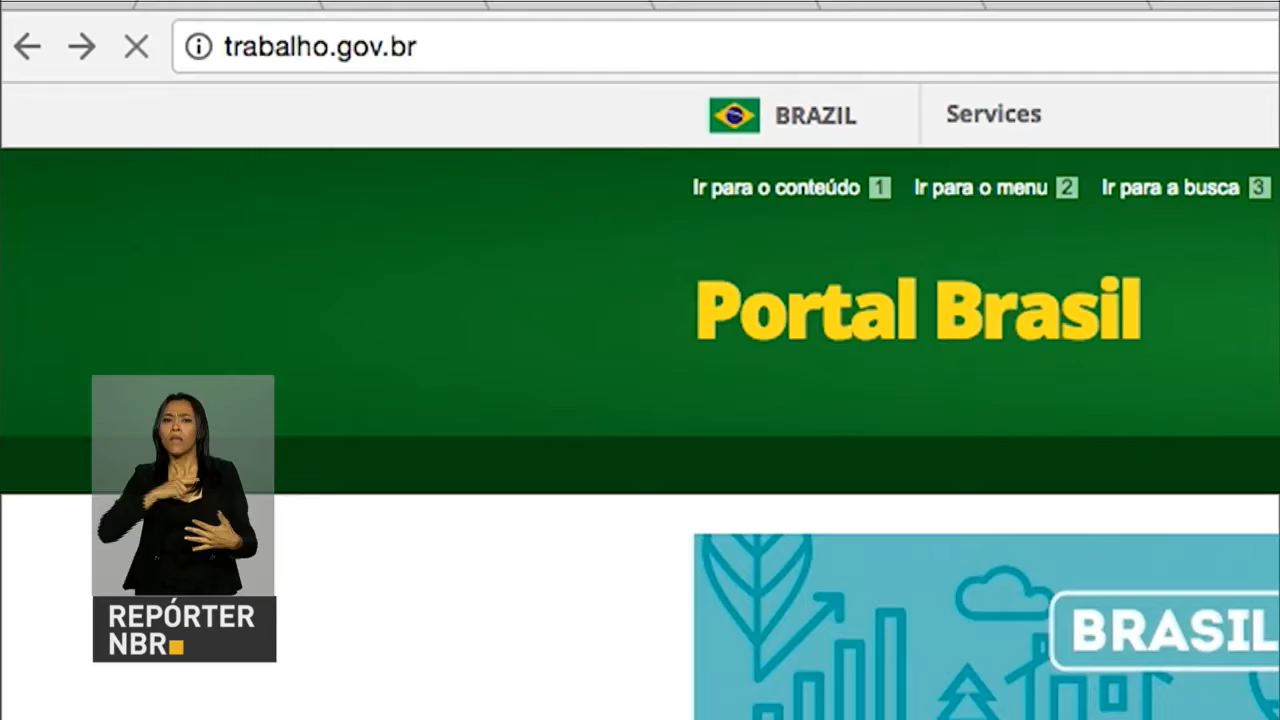 trabalho.gov.br
BRAZIL
Services
Ir para o conteúdo 1 Ir para o menu 2 Ir para a busca 3
Portal Brasil
BRASIL
REPÓRTER
NBR